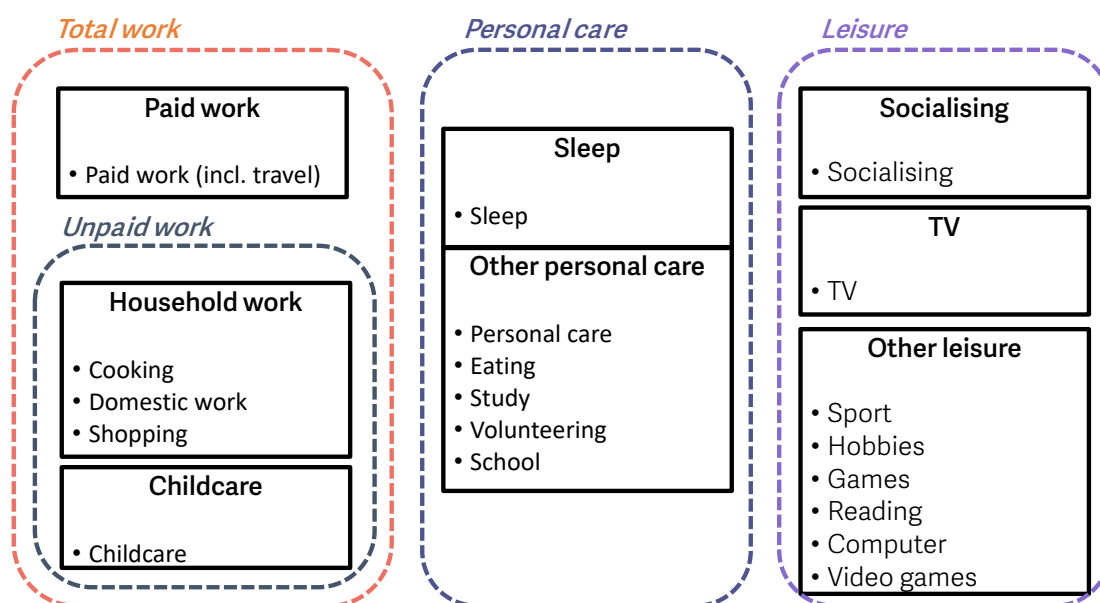 Total work
Paid work
• Paid work (incl. travel)
Unpaid work
Household work
• Cooking
• Domestic work
• Shopping
Childcare
• Childcare
Personal care
Sleep
• Sleep
Other personal care
• Personal care
• Eating
• Study
• Volunteering
• School
Leisure
Socialising
• Socialising
TV
• TV
Other leisure
• Sport
• Hobbies
• Games
• Reading
• Computer
• Video games